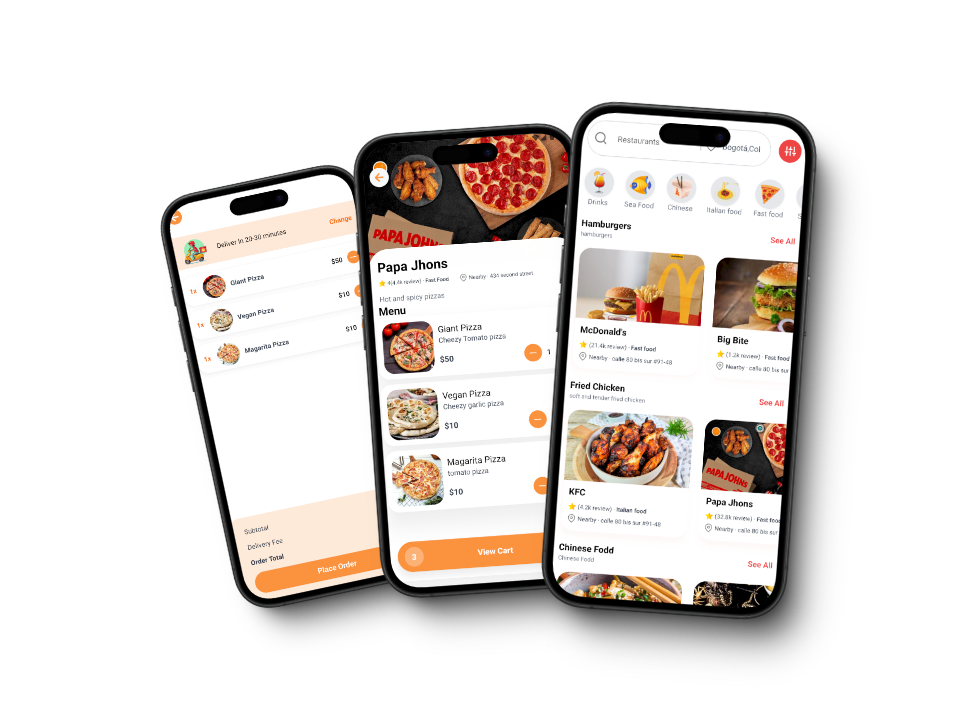 Deliver In 20-30 minutes
Change
1x
Giant Pizza
$50
1x
Vegan Pizza
$10
1x
Magarita Pizza
$10
Subtotal
Delivery Fee
Order Total
Place Order
PAPA JOHNS
Papa Jhons
4(4.4k review) · Fast Food
Nearby · 434 second street
Hot and spicy pizzas
Menu
Giant Pizza
Cheezy Tomato pizza
$50
1
Vegan Pizza
Cheezy garlic pizza
$10
Magarita Pizza
tomato pizza
$10
3
View Cart
Restaurants
Bogotá,Col
Drinks
Sea Food
Chinese
Italian food
Fast food
S
Hamburgers
hamburgers
See All
McDonald's
(21.4k review) · Fast food
Nearby · calle 80 bis sur #91-48
Big Bite
(1.2k review) · Fast
Nearby · calle 80 bis sur
Fried Chicken
soft and tender fried chicken
See All
KFC
(4.2k review) · Italian food
Nearby · calle 80 bis sur #91-48
PAPA JOHNS
Papa Jhons
(32.8k review) · Fast foo
Nearby · calle 80 bis sur
Chinese Fodd
Chinese Food
See All